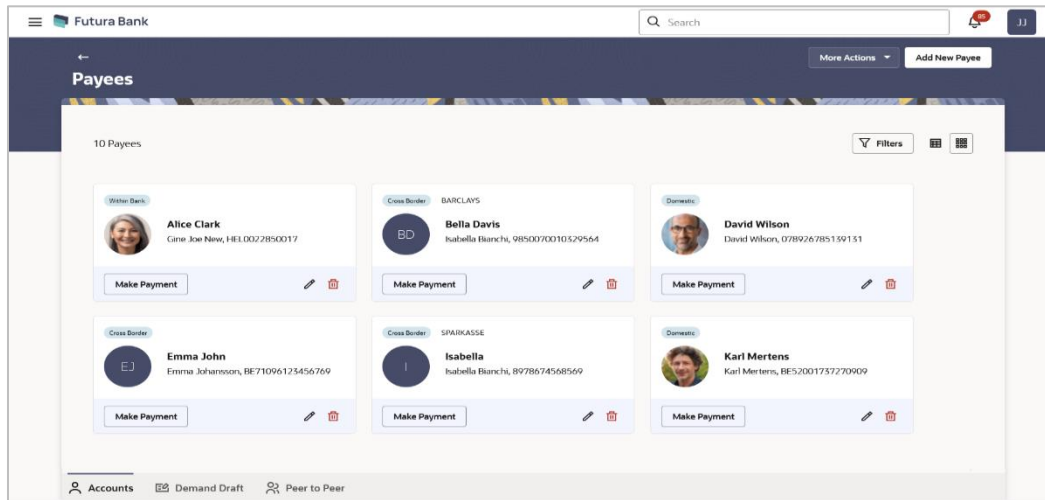 Futura Bank
Search
85
JJ
More Actions
Add New Payee
Payees
10 Payees
Filters
Within Bank
Alice Clark
Gine Joe New, HEL0022850017
Make Payment
Cross Border BARCLAYS
BD
Bella Davis
Isabella Bianchi, 9850070010329564
Make Payment
Domestic
David Wilson
David Wilson, 078926785139131
Make Payment
Cross Border
EJ
Emma John
Emma Johansson, BE71096123456769
Make Payment
Cross Border SPARKASSE
I
Isabella
Isabella Bianchi, 8978674568569
Make Payment
Domestic
Karl Mertens
Karl Mertens, BE52001737270909
Make Payment
Accounts Demand Draft Peer to Peer